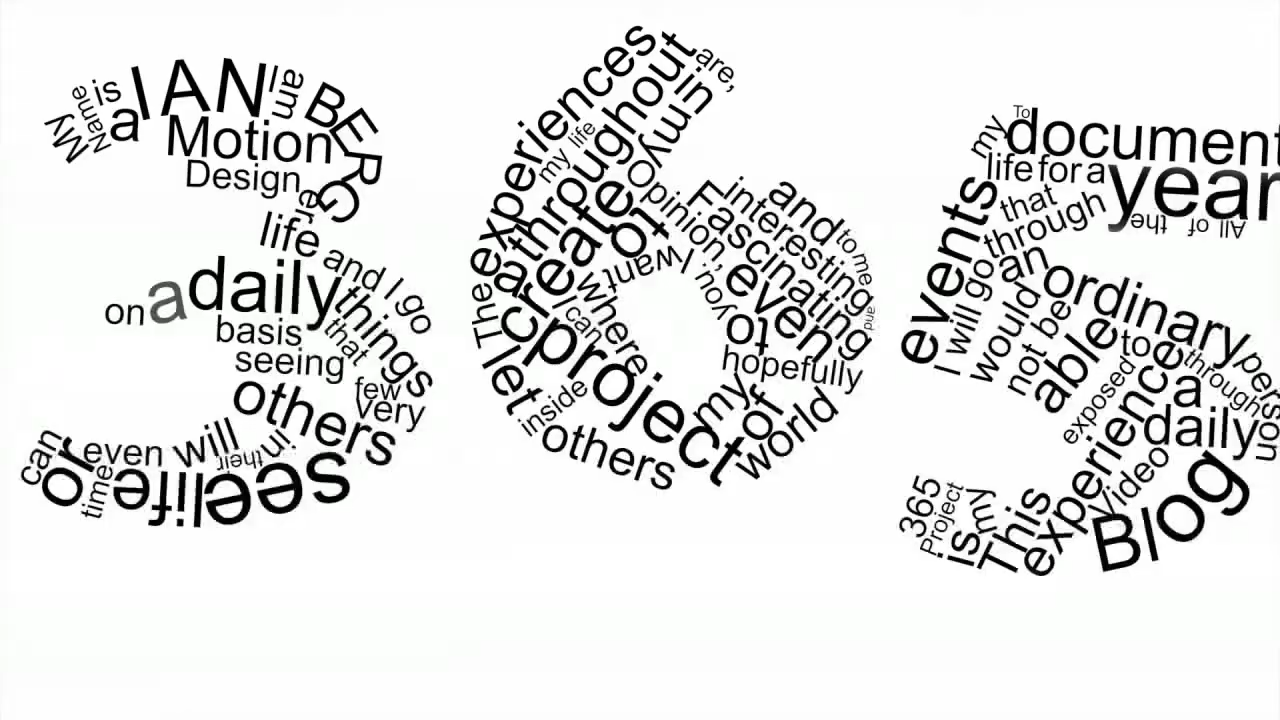 My
Name
is
IAN
BERG
I am
a
Motion
Designer
life and I go
on a daily
basis
seeing
things
that
few
very
others
can
or
even will
in
their
time
life
see
The experiences
are,
throughout
my life
in
my
Opinion,
Fascinating
interesting
and
to me
and
create
a
to
want
I
you,
even
to
hopefully
where
I can
project
let
inside
others
my
of
world
To
document
my
life for a
year
All of the
events
that
through
I will go
an
ordinary
person
would
not be
able
to
be
exposed
through
a
daily
Video
Blog
experience
This
is
my
365
Project